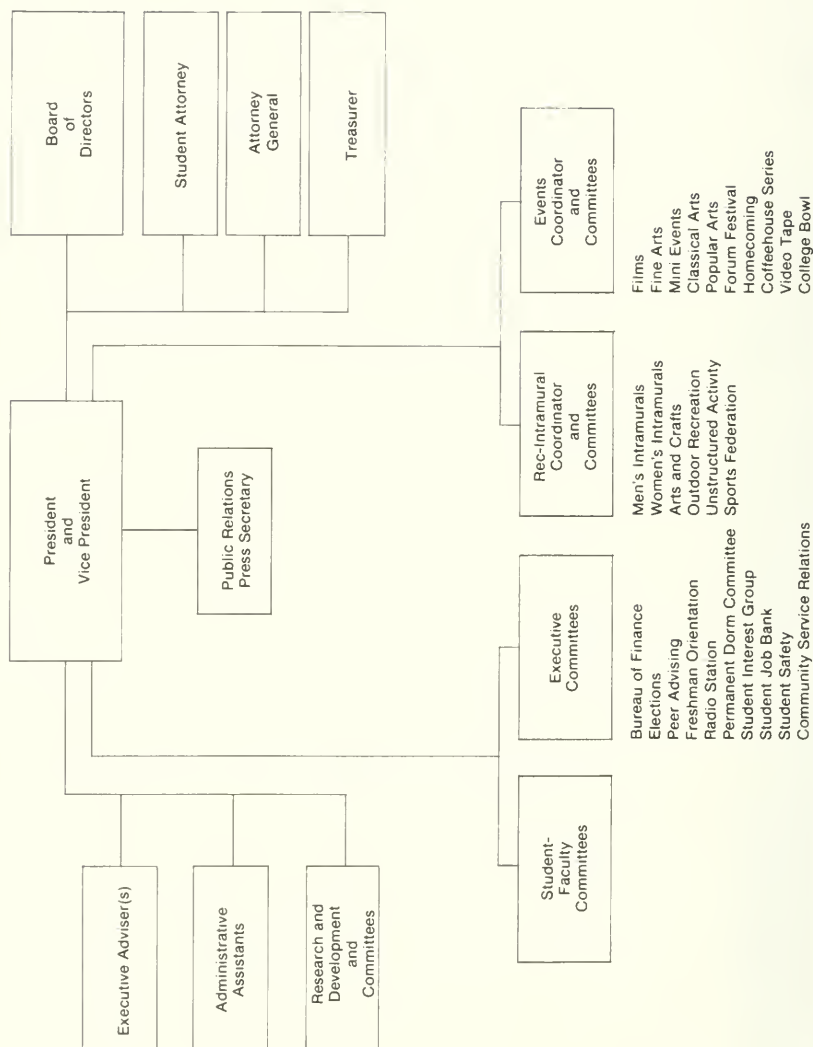 President
and
Vice President
Public Relations
Press Secretary
Executive Adviser(s)
Administrative
Assistants
Research and
Development
and
Committees
Board
of
Directors
Student Attorney
Attorney
General
Treasurer
Student-
Faculty
Committees
Executive
Committees
Bureau of Finance
Elections
Peer Advising
Freshman Orientation
Radio Station
Permanent Dorm Committee
Student Interest Group
Student Job Bank
Student Safety
Community Service Relations
Rec-Intramural
Coordinator
and
Committees
Men's Intramurals
Women's Intramurals
Arts and Crafts
Outdoor Recreation
Unstructured Activity
Sports Federation
Events
Coordinator
and
Committees
Films
Fine Arts
Mini Events
Classical Arts
Popular Arts
Forum Festival
Homecoming
Coffeehouse Series
Video Tape
College Bowl